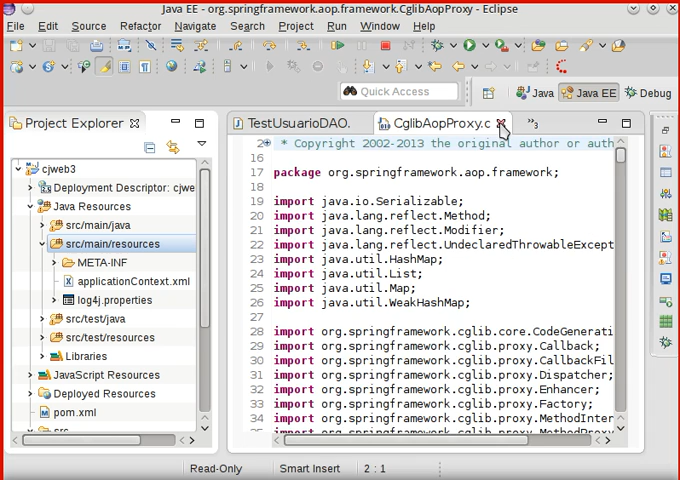 Java EE - org.springframework.aop.framework.CglibAopProxy - Eclipse
File Edit Source Refactor Navigate Search Project Run Window Help
Quick Access
Java
Java EE
Debug
Project Explorer
cjweb3
Deployment Descriptor: cjwe
Java Resources
src/main/java
src/main/resources
META-INF
applicationContext.xml
log4j.properties
src/test/java
src/test/resources
Libraries
JavaScript Resources
Deployed Resources
pom.xml
TestUsuarioDAO.
CglibAopProxy.c
3
2 * Copyright 2002-2013 the original author or auth
16
17 package org.springframework.aop.framework;
18
19 import java.io.Serializable;
20 import java.lang.reflect.Method;
21 import java.lang.reflect.Modifier;
22 import java.lang.reflect.UndeclaredThrowableExcept
23 import java.util.HashMap;
24 import java.util.List;
25 import java.util.Map;
26 import java.util.WeakHashMap;
27
28 import org.springframework.cglib.core.CodeGenerati
29 import org.springframework.cglib.proxy.Callback;
30 import org.springframework.cglib.proxy.CallbackFil
31 import org.springframework.cglib.proxy.Dispatcher;
32 import org.springframework.cglib.proxy.Enhancer;
33 import org.springframework.cglib.proxy.Factory;
34 import org.springframework.cglib.proxy.MethodInter
Read-Only
Smart Insert
2 : 1